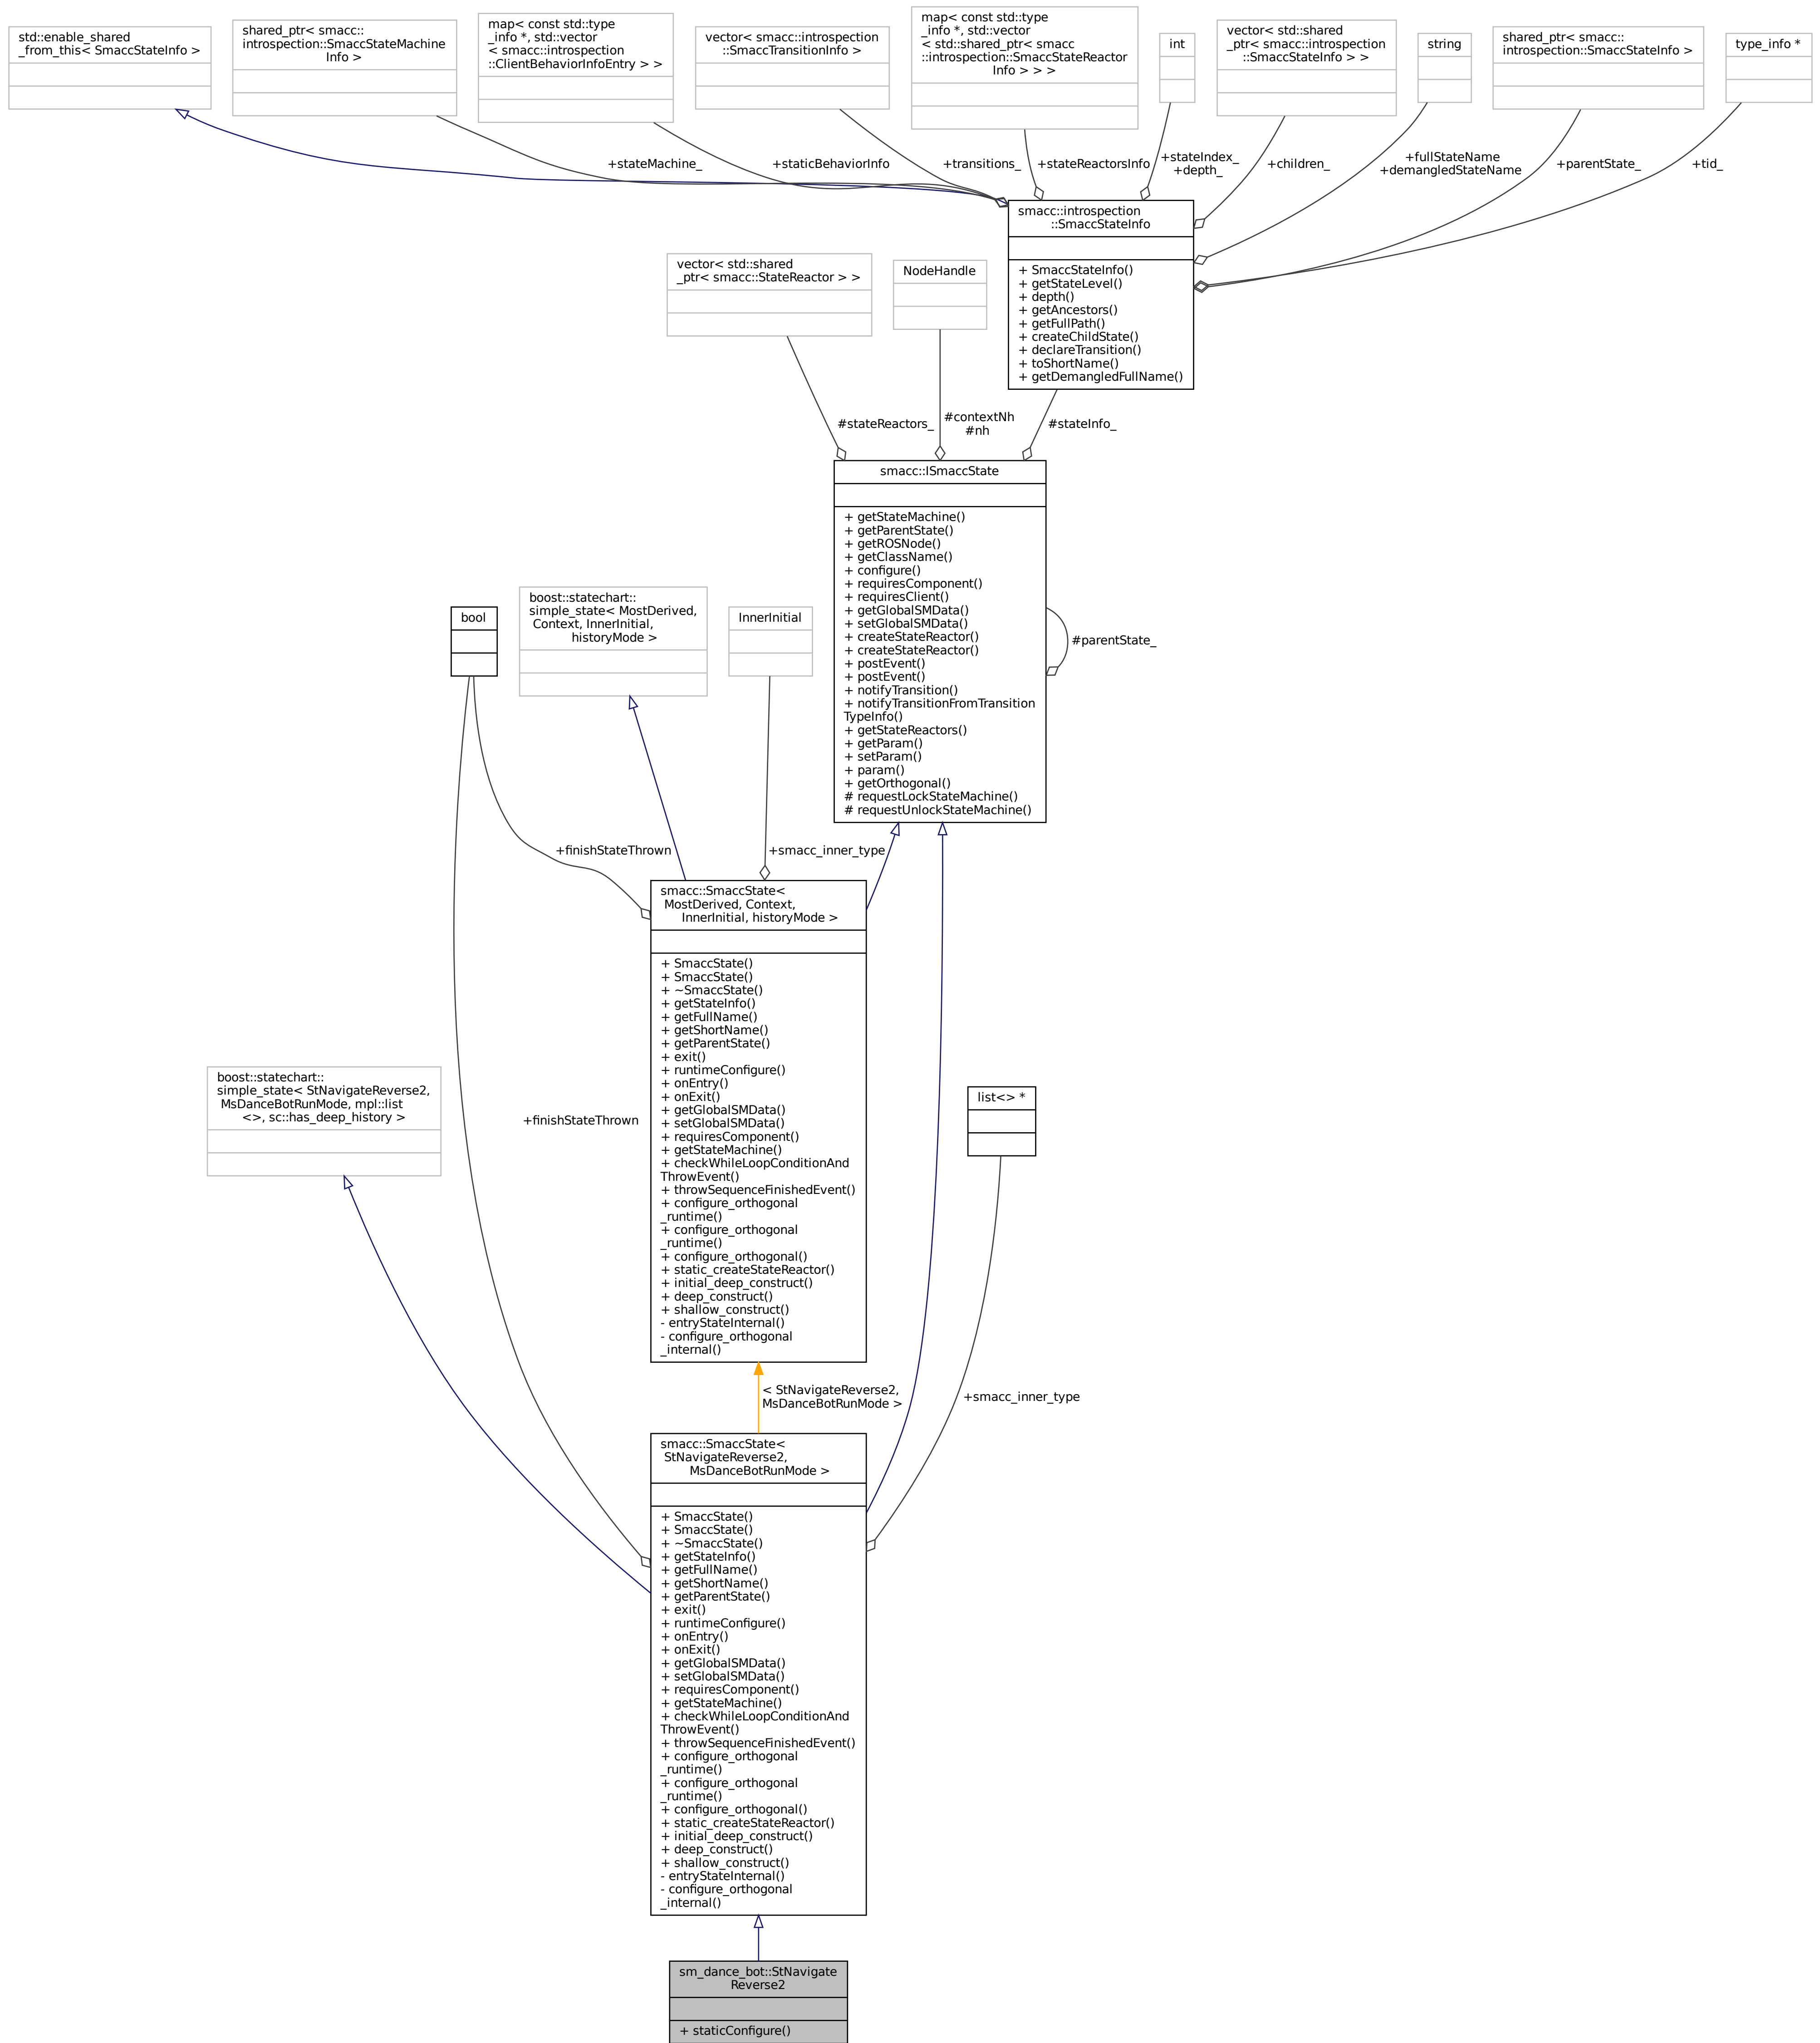 std::enable_shared
_from_this< SmaccStateInfo >
shared_ptr< smacc::
introspection::SmaccStateMachine
Info >
map< const std::type
_info *, std::vector
< smacc::introspection
::ClientBehaviorInfoEntry > >
vector< smacc::introspection
::SmaccTransitionInfo >
map< const std::type
_info *, std::vector
< std::shared_ptr< smacc
::introspection::SmaccStateReactor
Info > > >
int
vector< std::shared
_ptr< smacc::introspection
::SmaccStateInfo > >
string
shared_ptr< smacc::
introspection::SmaccStateInfo >
type_info *
+stateMachine_
+staticBehaviorInfo
+transitions_
+stateReactorsInfo
+stateIndex_
+depth_
+children_
+fullStateName
+demangledStateName
+parentState_
+tid_
smacc::introspection
::SmaccStateInfo
+ SmaccStateInfo()
+ getStateLevel()
+ depth()
+ getAncestors()
+ getFullPath()
+ createChildState()
+ declareTransition()
+ toShortName()
+ getDemangledFullName()
vector< std::shared
_ptr< smacc::StateReactor > >
NodeHandle
#stateReactors_
#contextNh
#nh
#stateInfo_
smacc::ISmaccState
+ getStateMachine()
+ getParentState()
+ getROSNode()
+ getClassName()
+ configure()
+ requiresComponent()
+ requiresClient()
+ getGlobalSMData()
+ setGlobalSMData()
+ createStateReactor()
+ createStateReactor()
+ postEvent()
+ postEvent()
+ notifyTransition()
+ notifyTransitionFromTransition
TypeInfo()
+ getStateReactors()
+ getParam()
+ setParam()
+ param()
+ getOrthogonal()
# requestLockStateMachine()
# requestUnlockStateMachine()
#parentState_
bool
boost::statechart::
simple_state< MostDerived,
Context, InnerInitial,
historyMode >
InnerInitial
+finishStateThrown
+smacc_inner_type
smacc::SmaccState<
MostDerived, Context,
InnerInitial, historyMode >
+ SmaccState()
+ SmaccState()
+ ~SmaccState()
+ getStateInfo()
+ getFullName()
+ getShortName()
+ getParentState()
+ exit()
+ runtimeConfigure()
+ onEntry()
+ onExit()
+ getGlobalSMData()
+ setGlobalSMData()
+ requiresComponent()
+ getStateMachine()
+ checkWhileLoopConditionAnd
ThrowEvent()
+ throwSequenceFinishedEvent()
+ configure_orthogonal
_runtime()
+ configure_orthogonal
_runtime()
+ configure_orthogonal()
+ static_createStateReactor()
+ initial_deep_construct()
+ deep_construct()
+ shallow_construct()
- entryStateInternal()
- configure_orthogonal
_internal()
boost::statechart::
simple_state< StNavigateReverse2,
MsDanceBotRunMode, mpl::list
<>, sc::has_deep_history >
+finishStateThrown
list<> *
< StNavigateReverse2,
MsDanceBotRunMode >
+smacc_inner_type
smacc::SmaccState<
StNavigateReverse2,
MsDanceBotRunMode >
+ SmaccState()
+ SmaccState()
+ ~SmaccState()
+ getStateInfo()
+ getFullName()
+ getShortName()
+ getParentState()
+ exit()
+ runtimeConfigure()
+ onEntry()
+ onExit()
+ getGlobalSMData()
+ setGlobalSMData()
+ requiresComponent()
+ getStateMachine()
+ checkWhileLoopConditionAnd
ThrowEvent()
+ throwSequenceFinishedEvent()
+ configure_orthogonal
_runtime()
+ configure_orthogonal
_runtime()
+ configure_orthogonal()
+ static_createStateReactor()
+ initial_deep_construct()
+ deep_construct()
+ shallow_construct()
- entryStateInternal()
- configure_orthogonal
_internal()
sm_dance_bot::StNavigate
Reverse2
+ staticConfigure()